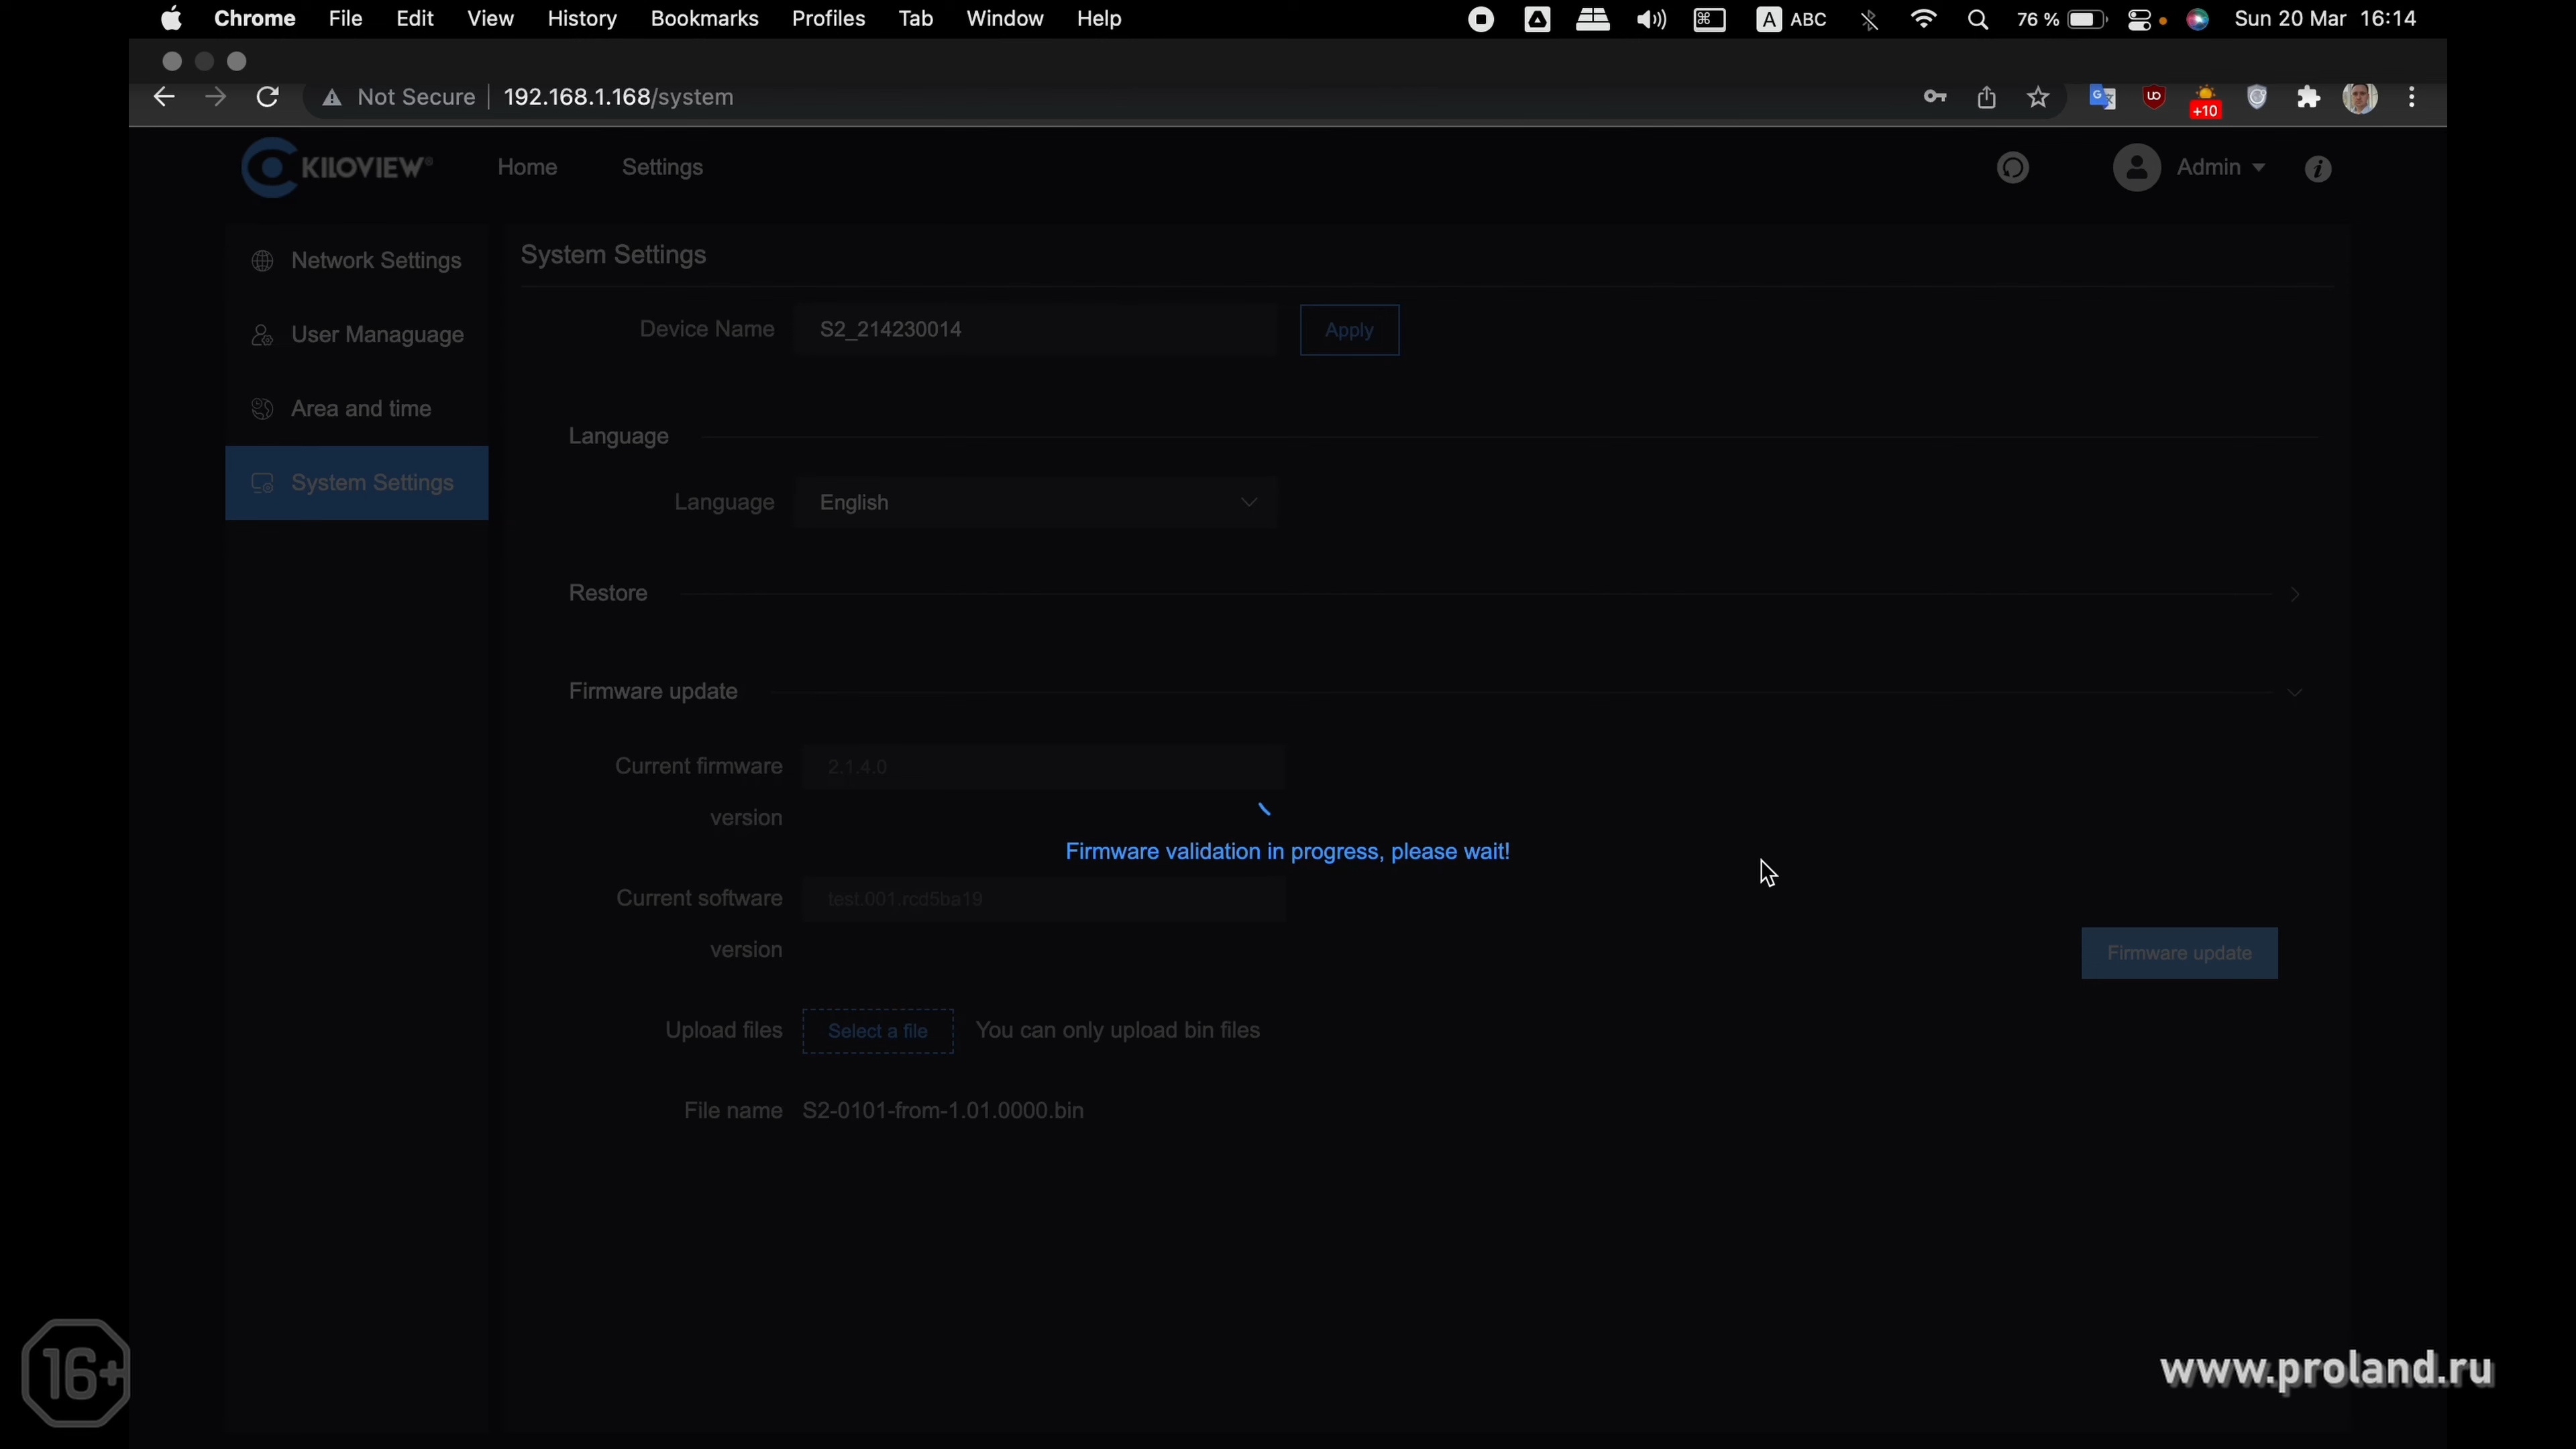 Chrome File Edit View History Bookmarks Profiles Tab Window Help A ABC 76 % Sun 20 Mar 16:14
Not Secure 192.168.1.168/system +10
KILOVIEW® Home Settings Admin
Network Settings
User Managuage
Area and time
System Settings
System Settings
Device Name S2_214230014 Apply
Language
Language English
Restore
Firmware update
Current firmware version 2.1.4.0
Firmware validation in progress, please wait!
Current software version test.001.rcd5ba19
Firmware update
Upload files Select a file You can only upload bin files
File name S2-0101-from-1.01.0000.bin
16+
www.proland.ru